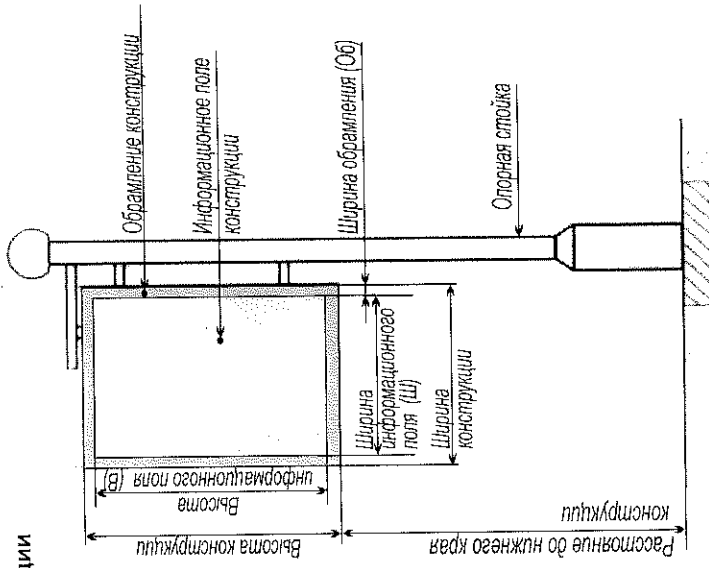 ции
Обрамление конструкции
Информационное поле
конструкции
Ширина обрамления (Об)
Опорная стойка
Ширина
информационного
поля (Ш)
Ширина
конструкции
Высота
информационного поля (В)
Высота конструкции
Расстояние до нижнего края
конструкции